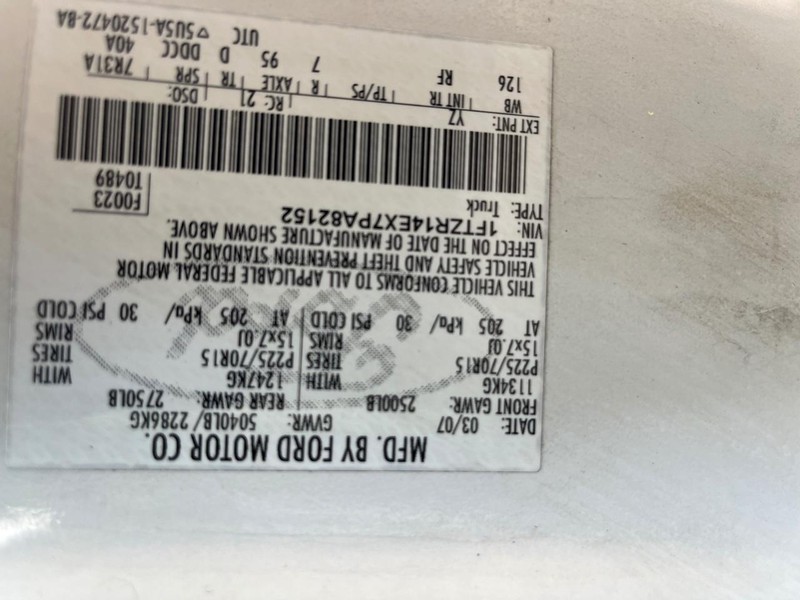 MFD. BY FORD MOTOR CO.
DATE: 03/07 GVWR: 5040LB/2286KG
FRONT GAWR: 2500LB REAR GAWR: 2750LB
1134KG WITH 1247KG WITH
P225/70R15 TIRES P225/70R15 TIRES
15x7.0J RIMS 15x7.0J RIMS
AT 205 kPa/ 30 PSI COLD AT 205 kPa/ 30 PSI COLD
THIS VEHICLE CONFORMS TO ALL APPLICABLE FEDERAL MOTOR
VEHICLE SAFETY AND THEFT PREVENTION STANDARDS IN
EFFECT ON THE DATE OF MANUFACTURE SHOWN ABOVE.
VIN: 1FTZR14EX7PA82152
TYPE: Truck
F0023
T0489
EXT PNT: YZ RC: 21 DSO:
WB INT TR TP/PS R AXLE TR SPR 7R31A
126 RF 7 95 D DDCC 40A
UTC ▽5USA-1520472-BA